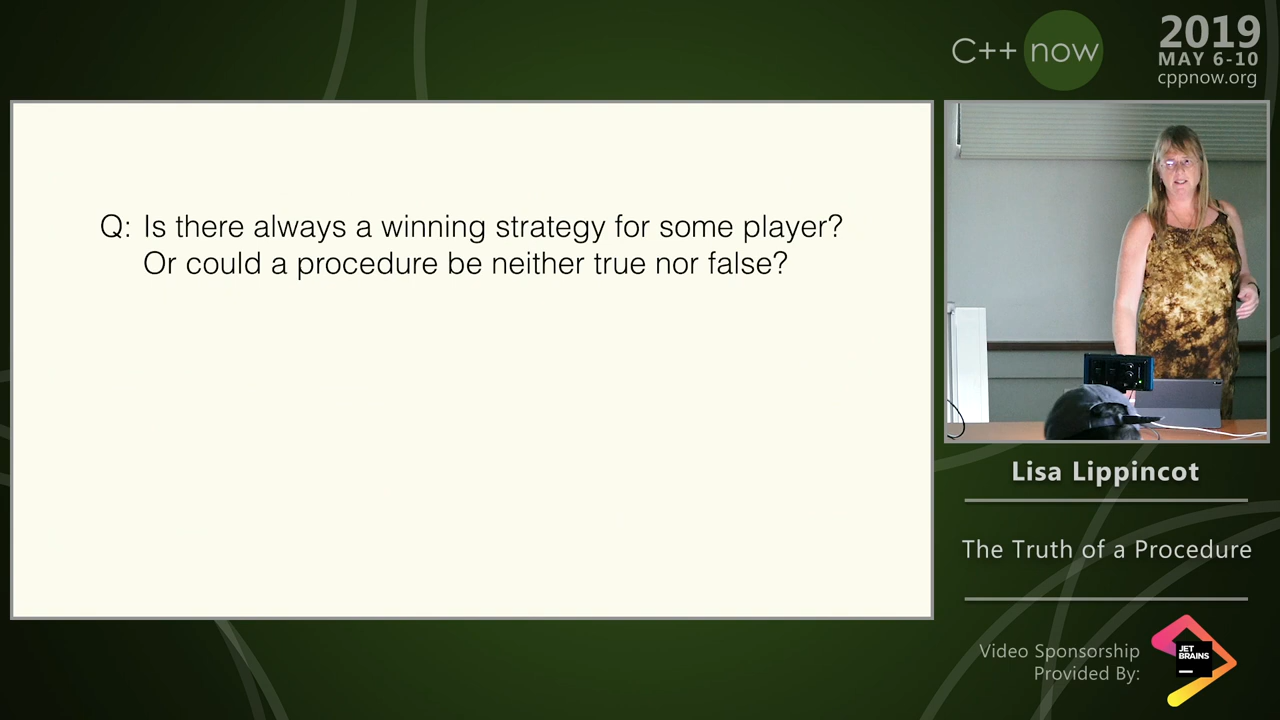 C++ now
2019
MAY 6-10
cppnow.org
Q: Is there always a winning strategy for some player?
Or could a procedure be neither true nor false?
Lisa Lippincot
The Truth of a Procedure
Video Sponsorship
Provided By:
JET
BRAINS